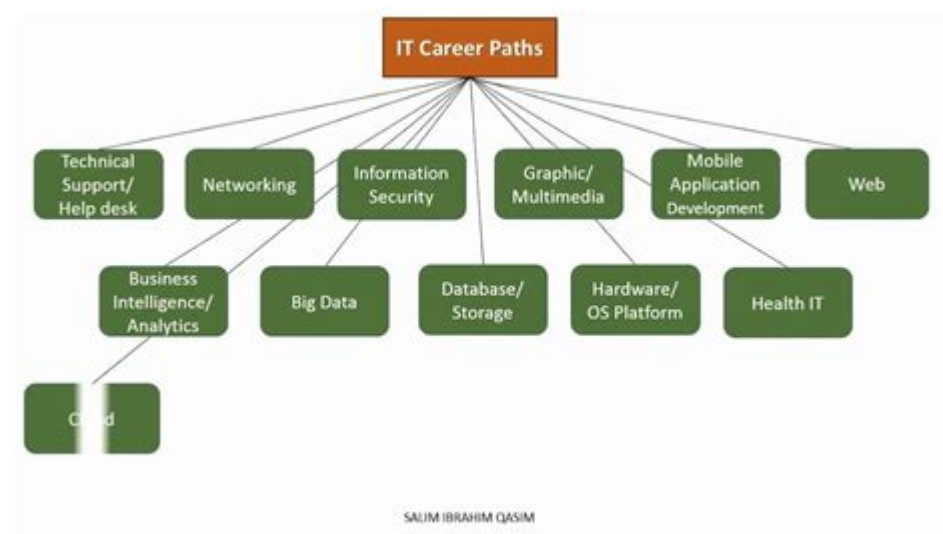 IT Career Paths
Technical
Support/
Help desk
Networking
Information
Security
Graphic/
Multimedia
Mobile
Application
Development
Web
Business
Intelligence/
Analytics
Big Data
Database/
Storage
Hardware/
OS Platform
Health IT
SALIM IBRAHIM QASIM